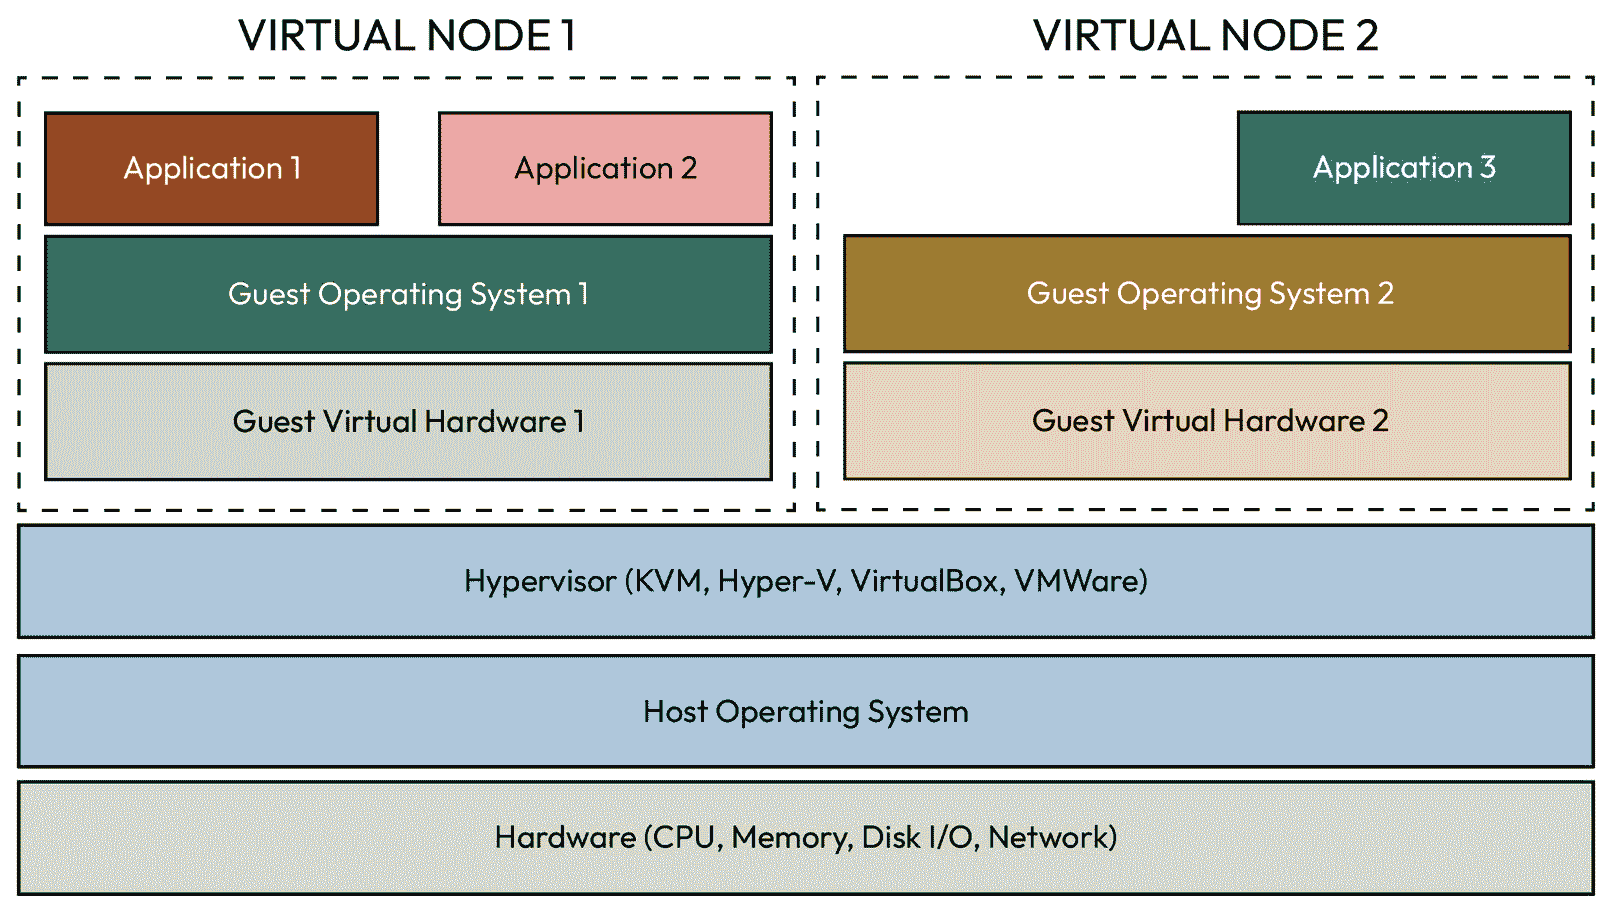 VIRTUAL NODE 1
VIRTUAL NODE 2
Application 1
Application 2
Application 3
Guest Operating System 1
Guest Operating System 2
Guest Virtual Hardware 1
Guest Virtual Hardware 2
Hypervisor (KVM, Hyper-V, VirtualBox, VMWare)
Host Operating System
Hardware (CPU, Memory, Disk I/O, Network)